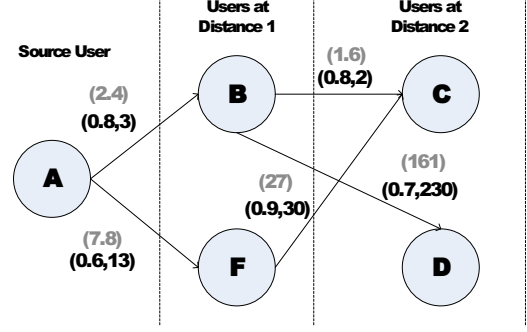 Users at
Distance 1
Users at
Distance 2
Source User
(2.4)
(0.8,3)
B
(1.6)
(0.8,2)
C
A
(7.8)
(0.6,13)
(27)
(0.9,30)
(161)
(0.7,230)
F
D